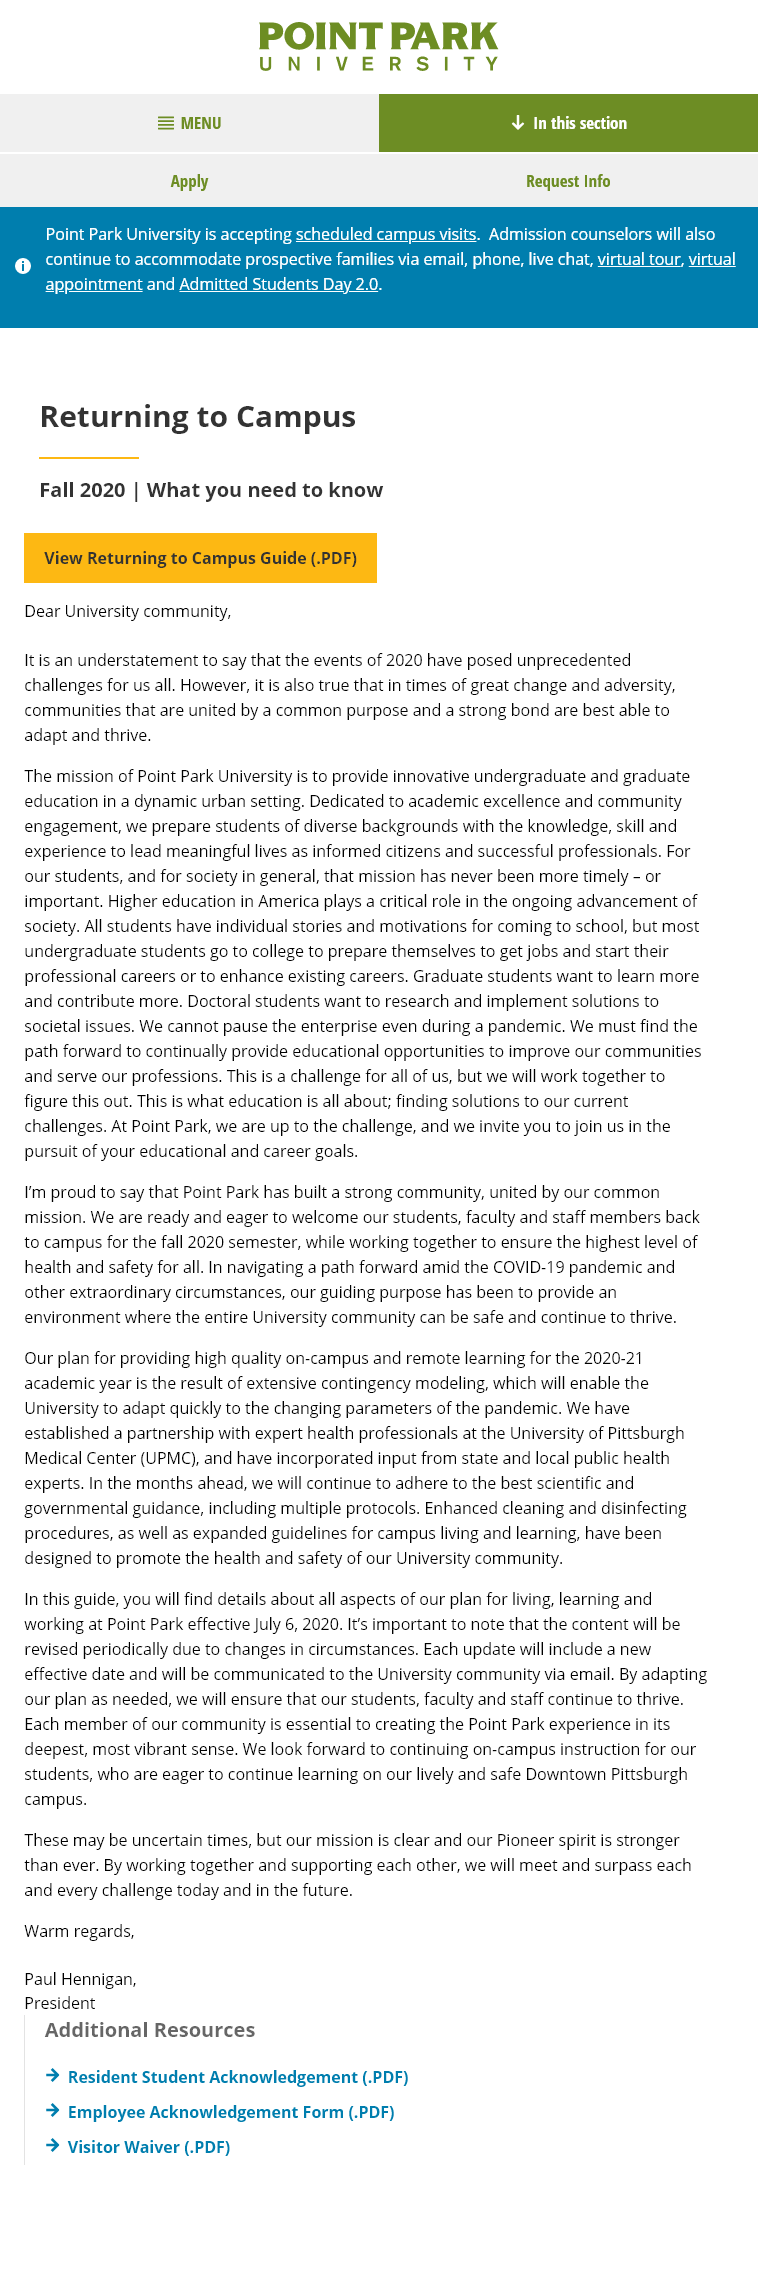 POINT PARK
UNIVERSITY
MENU
In this section
Apply
Request Info
Point Park University is accepting scheduled campus visits.  Admission counselors will also
continue to accommodate prospective families via email, phone, live chat, virtual tour, virtual
appointment and Admitted Students Day 2.0.
Returning to Campus
Fall 2020 | What you need to know
View Returning to Campus Guide (.PDF)
Dear University community,
It is an understatement to say that the events of 2020 have posed unprecedented
challenges for us all. However, it is also true that in times of great change and adversity,
communities that are united by a common purpose and a strong bond are best able to
adapt and thrive.
The mission of Point Park University is to provide innovative undergraduate and graduate
education in a dynamic urban setting. Dedicated to academic excellence and community
engagement, we prepare students of diverse backgrounds with the knowledge, skill and
experience to lead meaningful lives as informed citizens and successful professionals. For
our students, and for society in general, that mission has never been more timely – or
important. Higher education in America plays a critical role in the ongoing advancement of
society. All students have individual stories and motivations for coming to school, but most
undergraduate students go to college to prepare themselves to get jobs and start their
professional careers or to enhance existing careers. Graduate students want to learn more
and contribute more. Doctoral students want to research and implement solutions to
societal issues. We cannot pause the enterprise even during a pandemic. We must find the
path forward to continually provide educational opportunities to improve our communities
and serve our professions. This is a challenge for all of us, but we will work together to
figure this out. This is what education is all about; finding solutions to our current
challenges. At Point Park, we are up to the challenge, and we invite you to join us in the
pursuit of your educational and career goals.
I’m proud to say that Point Park has built a strong community, united by our common
mission. We are ready and eager to welcome our students, faculty and staff members back
to campus for the fall 2020 semester, while working together to ensure the highest level of
health and safety for all. In navigating a path forward amid the COVID-19 pandemic and
other extraordinary circumstances, our guiding purpose has been to provide an
environment where the entire University community can be safe and continue to thrive.
Our plan for providing high quality on-campus and remote learning for the 2020-21
academic year is the result of extensive contingency modeling, which will enable the
University to adapt quickly to the changing parameters of the pandemic. We have
established a partnership with expert health professionals at the University of Pittsburgh
Medical Center (UPMC), and have incorporated input from state and local public health
experts. In the months ahead, we will continue to adhere to the best scientific and
governmental guidance, including multiple protocols. Enhanced cleaning and disinfecting
procedures, as well as expanded guidelines for campus living and learning, have been
designed to promote the health and safety of our University community.
In this guide, you will find details about all aspects of our plan for living, learning and
working at Point Park effective July 6, 2020. It’s important to note that the content will be
revised periodically due to changes in circumstances. Each update will include a new
effective date and will be communicated to the University community via email. By adapting
our plan as needed, we will ensure that our students, faculty and staff continue to thrive.
Each member of our community is essential to creating the Point Park experience in its
deepest, most vibrant sense. We look forward to continuing on-campus instruction for our
students, who are eager to continue learning on our lively and safe Downtown Pittsburgh
campus.
These may be uncertain times, but our mission is clear and our Pioneer spirit is stronger
than ever. By working together and supporting each other, we will meet and surpass each
and every challenge today and in the future.
Warm regards,
Paul Hennigan,
President
Additional Resources
Resident Student Acknowledgement (.PDF)
Employee Acknowledgement Form (.PDF)
Visitor Waiver (.PDF)